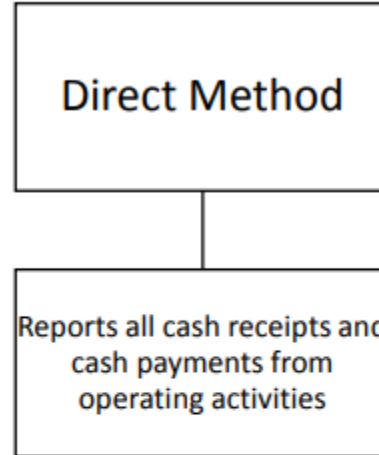 Direct Method
Reports all cash receipts and
cash payments from
operating activities